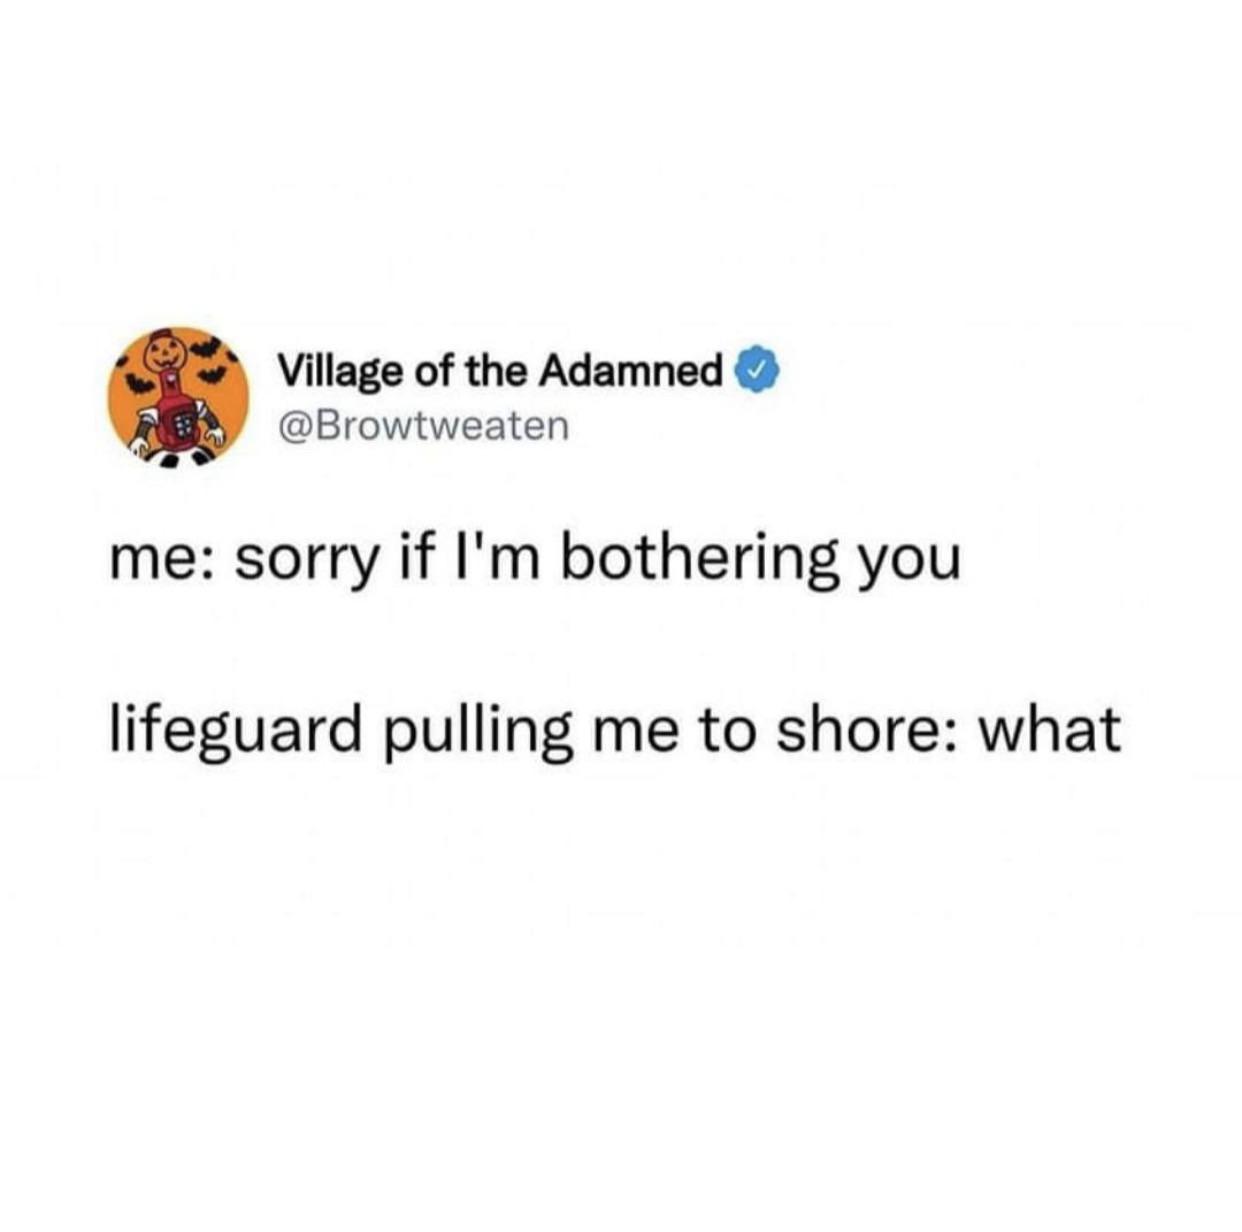 Village of the Adamned
@Browtweaten
me: sorry if I'm bothering you
lifeguard pulling me to shore: what